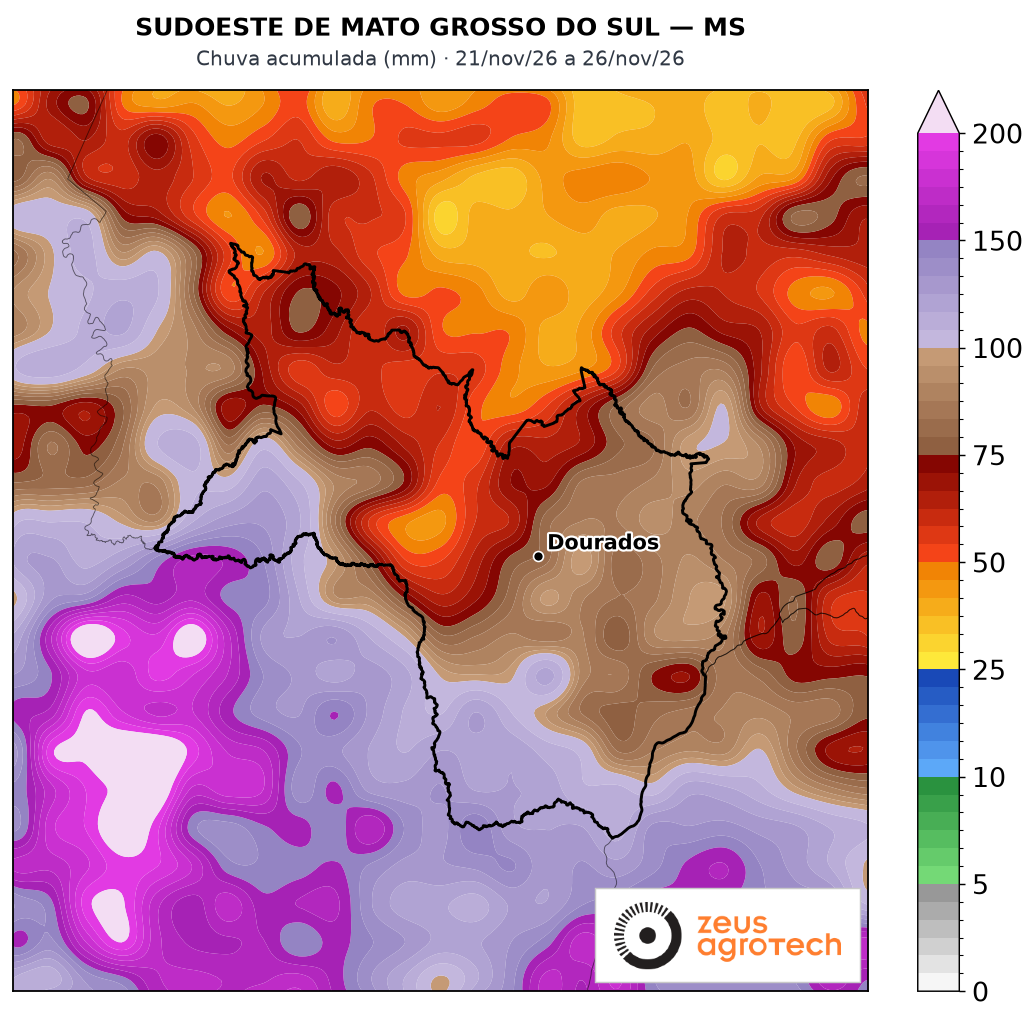 SUDOESTE DE MATO GROSSO DO SUL — MS
Chuva acumulada (mm) · 21/nov/26 a 26/nov/26
200
150
100
75
50
25
10
5
0
Dourados
zeus
agrotech